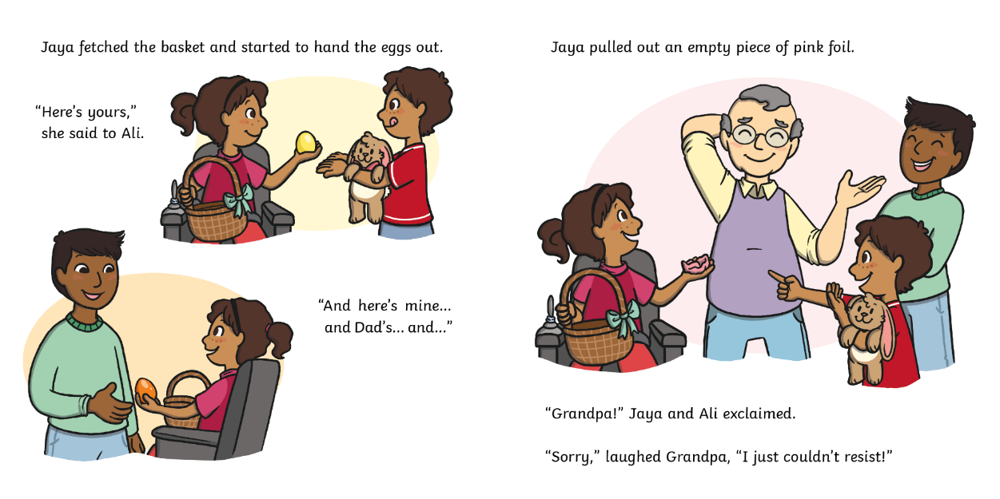 Jaya fetched the basket and started to hand the eggs out.
“Here’s yours,”
she said to Ali.
“And here’s mine...
and Dad’s... and...”
Jaya pulled out an empty piece of pink foil.
“Grandpa!” Jaya and Ali exclaimed.
“Sorry,” laughed Grandpa, “I just couldn’t resist!”